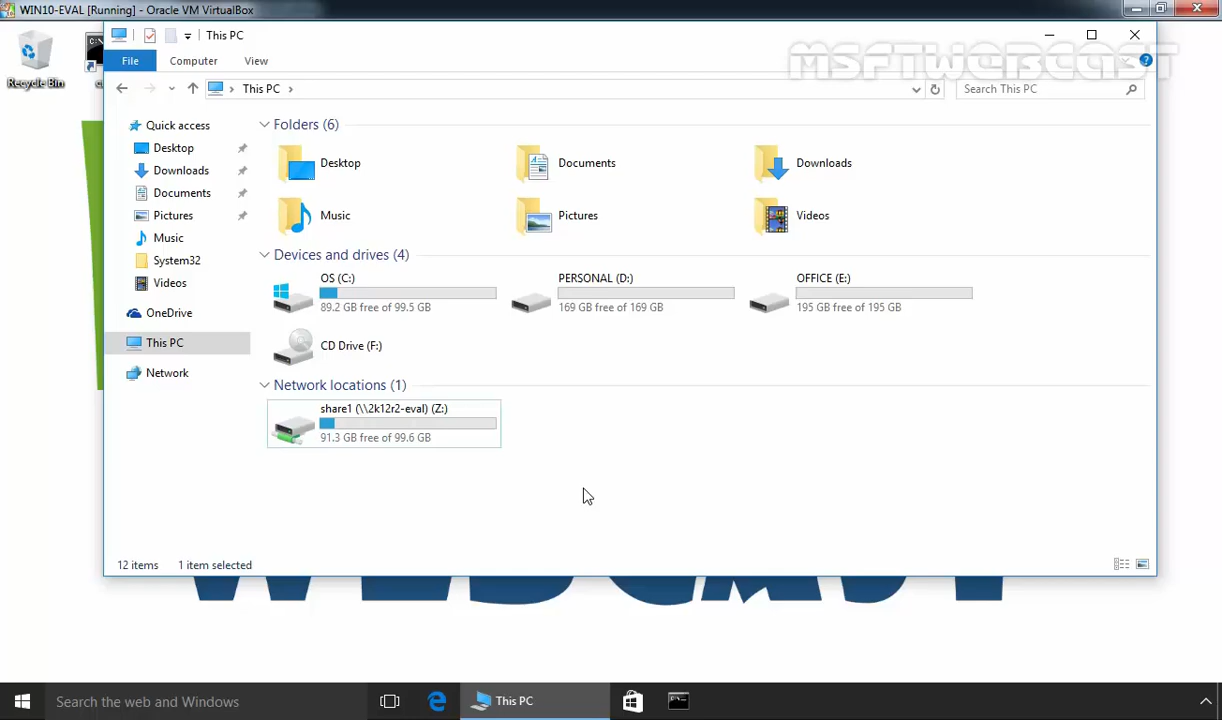 WIN10-EVAL [Running] - Oracle VM VirtualBox
This PC
MSFTWEBCAST
File
Computer
View
This PC
Search This PC
Recycle Bin
Quick access
Desktop
Downloads
Documents
Pictures
Music
System32
Videos
OneDrive
This PC
Network
Folders (6)
Desktop
Documents
Downloads
Music
Pictures
Videos
Devices and drives (4)
OS (C:)
89.2 GB free of 99.5 GB
PERSONAL (D:)
169 GB free of 169 GB
OFFICE (E:)
195 GB free of 195 GB
CD Drive (F:)
Network locations (1)
share1 (\\2k12r2-eval) (Z:)
91.3 GB free of 99.6 GB
12 items
1 item selected
Search the web and Windows
This PC